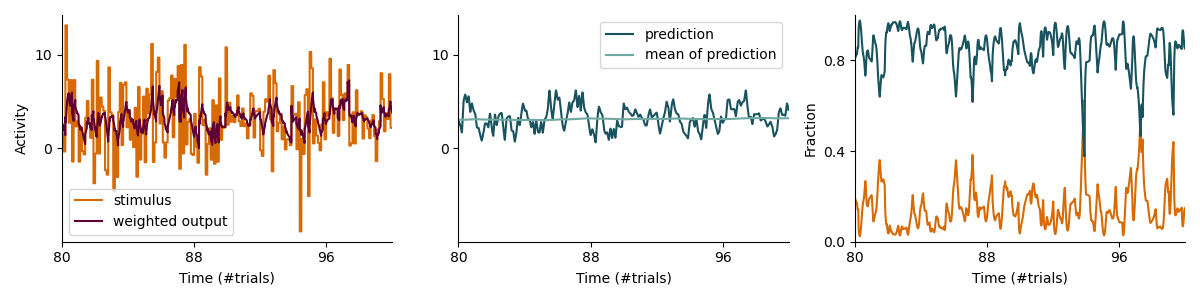 Activity
10
0
80
88
96
Time (#trials)
stimulus
weighted output
10
0
80
88
96
Time (#trials)
prediction
mean of prediction
Fraction
0.8
0.4
0.0
80
88
96
Time (#trials)